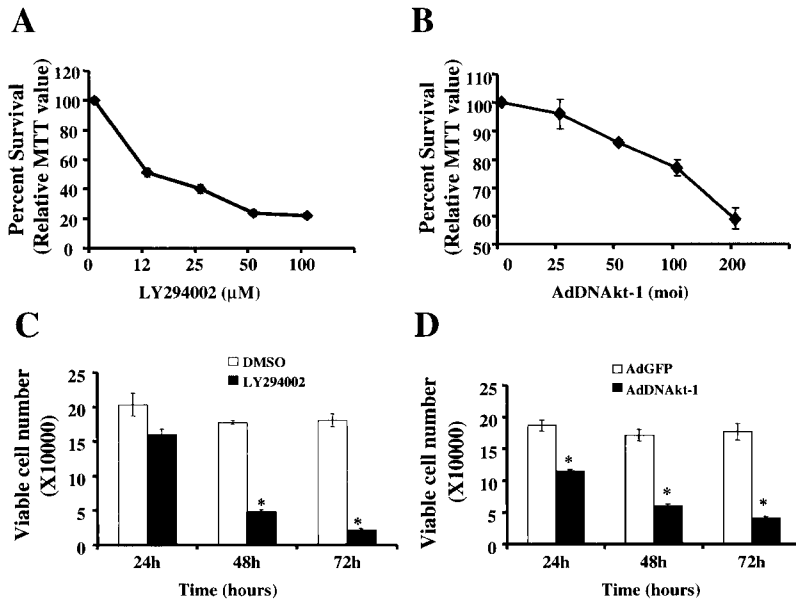 A
Percent Survival
(Relative MTT value)
120
100
80
60
40
20
0
0 12 25 50 100
LY294002 (μM)
B
Percent Survival
(Relative MTT value)
110
100
90
80
70
60
50
0 25 50 100 200
AdDNAkt-1 (moi)
C
Viable cell number
(X10000)
DMSO
LY294002
25
20
15
10
5
0
*
*
24h 48h 72h
Time (hours)
D
Viable cell number
(X10000)
AdGFP
AdDNAkt-1
25
20
15
10
5
0
*
*
*
24h 48h 72h
Time (hours)